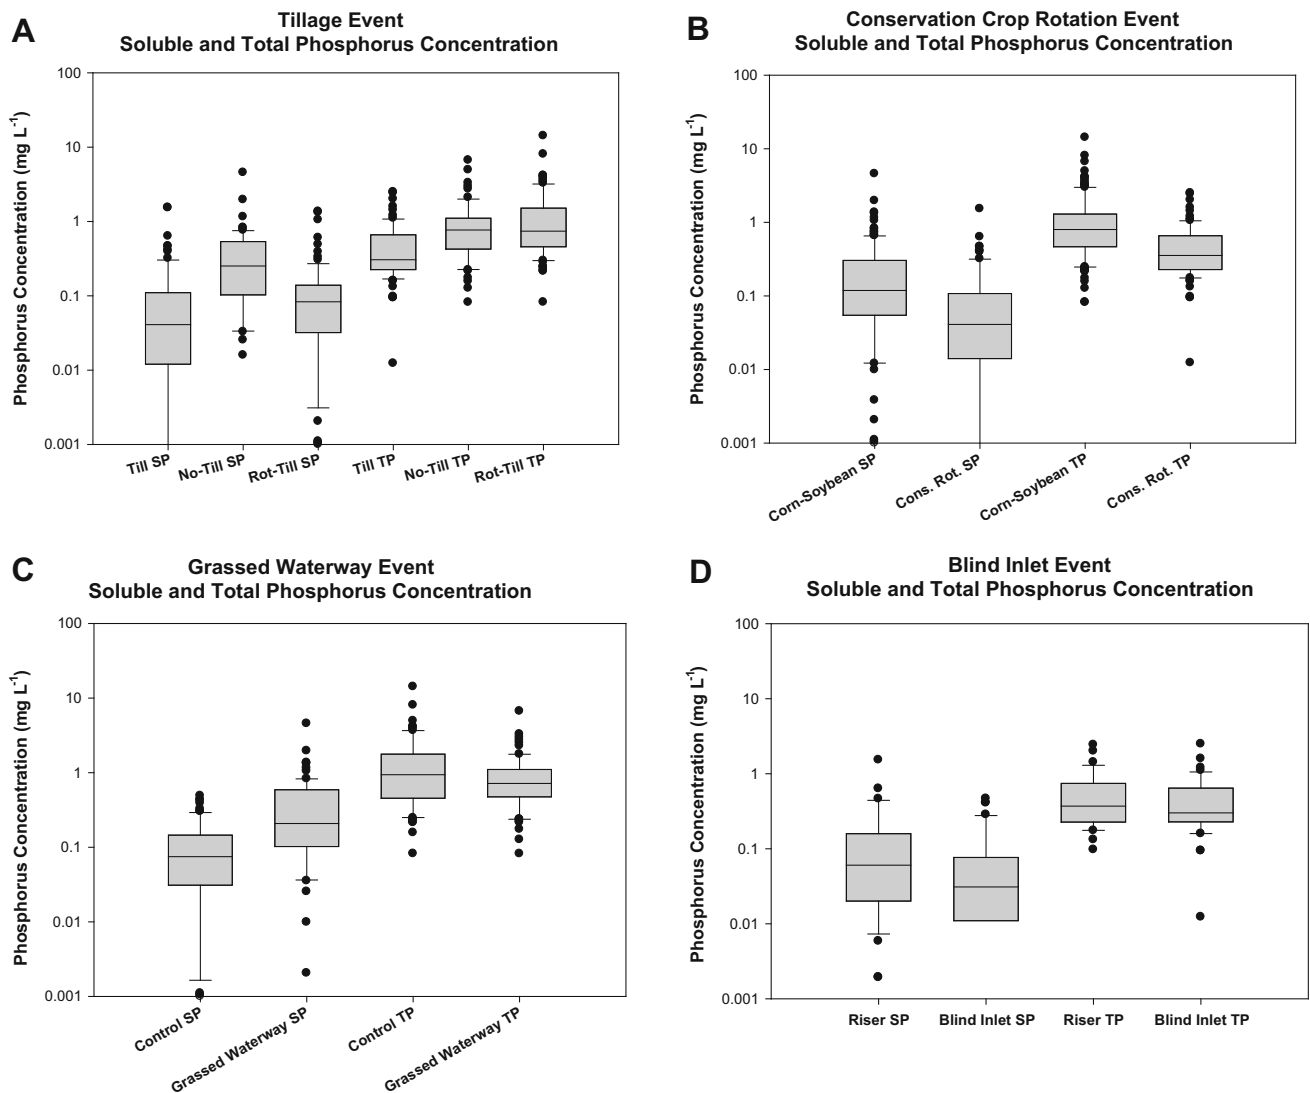 A
Tillage Event
Soluble and Total Phosphorus Concentration
Phosphorus Concentration (mg L⁻¹)
100
10
1
0.1
0.01
0.001
Till SP
No-Till SP
Rot-Till SP
Till TP
No-Till TP
Rot-Till TP
B
Conservation Crop Rotation Event
Soluble and Total Phosphorus Concentration
Phosphorus Concentration (mg L⁻¹)
100
10
1
0.1
0.01
0.001
Corn-Soybean SP
Cons. Rot. SP
Corn-Soybean TP
Cons. Rot. TP
C
Grassed Waterway Event
Soluble and Total Phosphorus Concentration
Phosphorus Concentration (mg L⁻¹)
100
10
1
0.1
0.01
0.001
Control SP
Grassed Waterway SP
Control TP
Grassed Waterway TP
D
Blind Inlet Event
Soluble and Total Phosphorus Concentration
Phosphorus Concentration (mg L⁻¹)
100
10
1
0.1
0.01
0.001
Riser SP
Blind Inlet SP
Riser TP
Blind Inlet TP